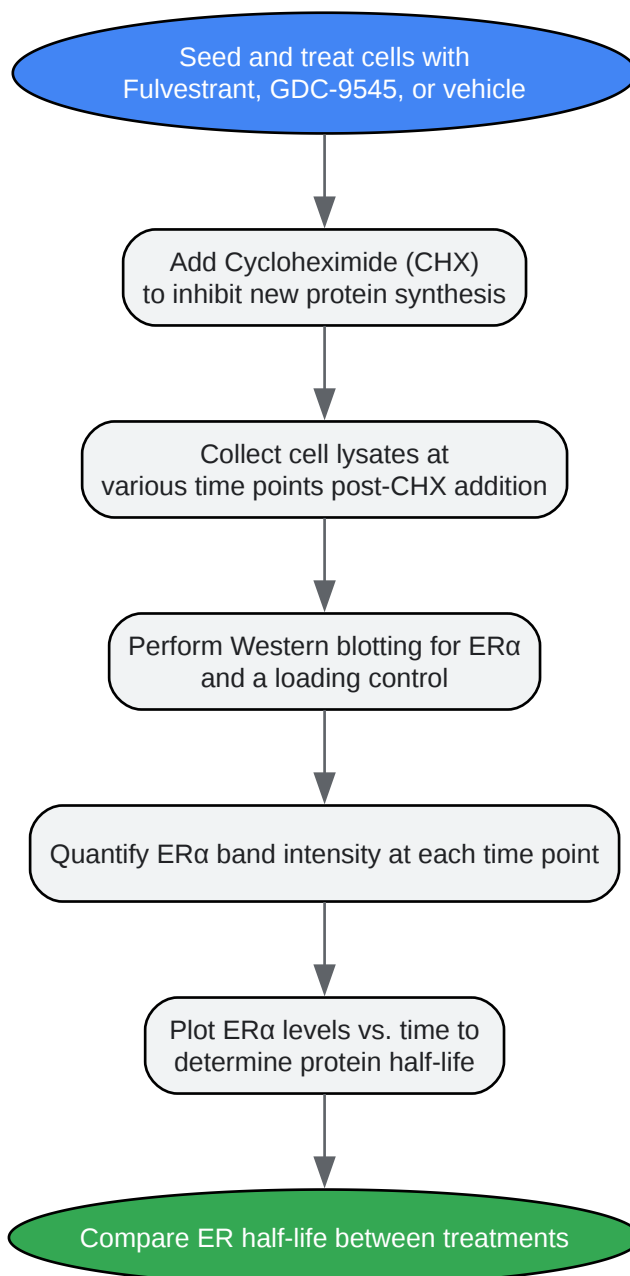 Seed and treat cells with
Fulvestrant, GDC-9545, or vehicle
Add Cycloheximide (CHX)
to inhibit new protein synthesis
Collect cell lysates at
various time points post-CHX addition
Perform Western blotting for ERα
and a loading control
Quantify ERα band intensity at each time point
Plot ERα levels vs. time to
determine protein half-life
Compare ER half-life between treatments